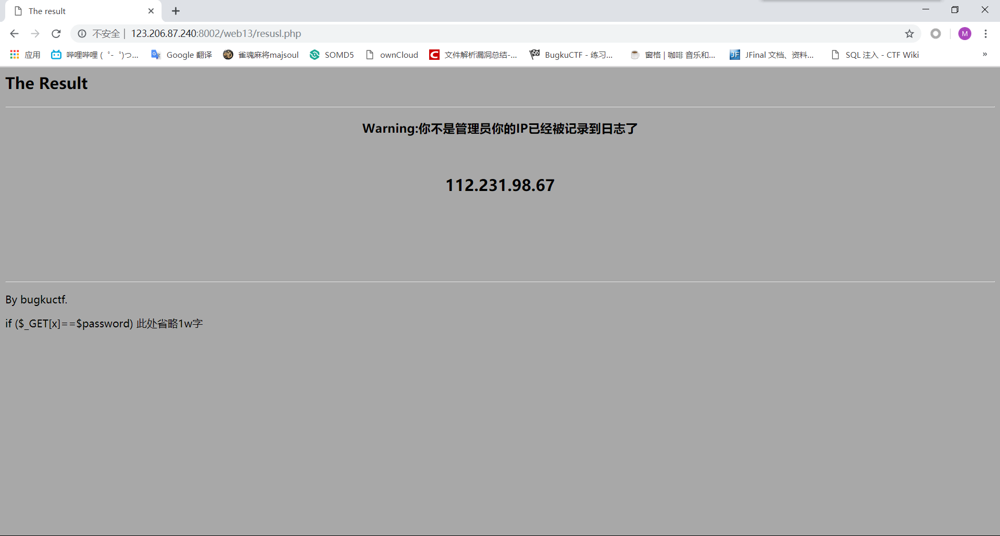 The result
不安全 | 123.206.87.240:8002/web13/resusl.php
M
应用 哔哩哔哩 (゜-゜)つ... Google 翻译 雀魂麻将majsoul SOMD5 ownCloud 文件解析漏洞总结-... BugkuCTF - 练习... 窗格 | 咖啡 音乐和... JFinal 文档、资料... SQL 注入 - CTF Wiki »
The Result
Warning:你不是管理员你的IP已经被记录到日志了
112.231.98.67
By bugkuctf.
if ($_GET[x]==$password) 此处省略1w字